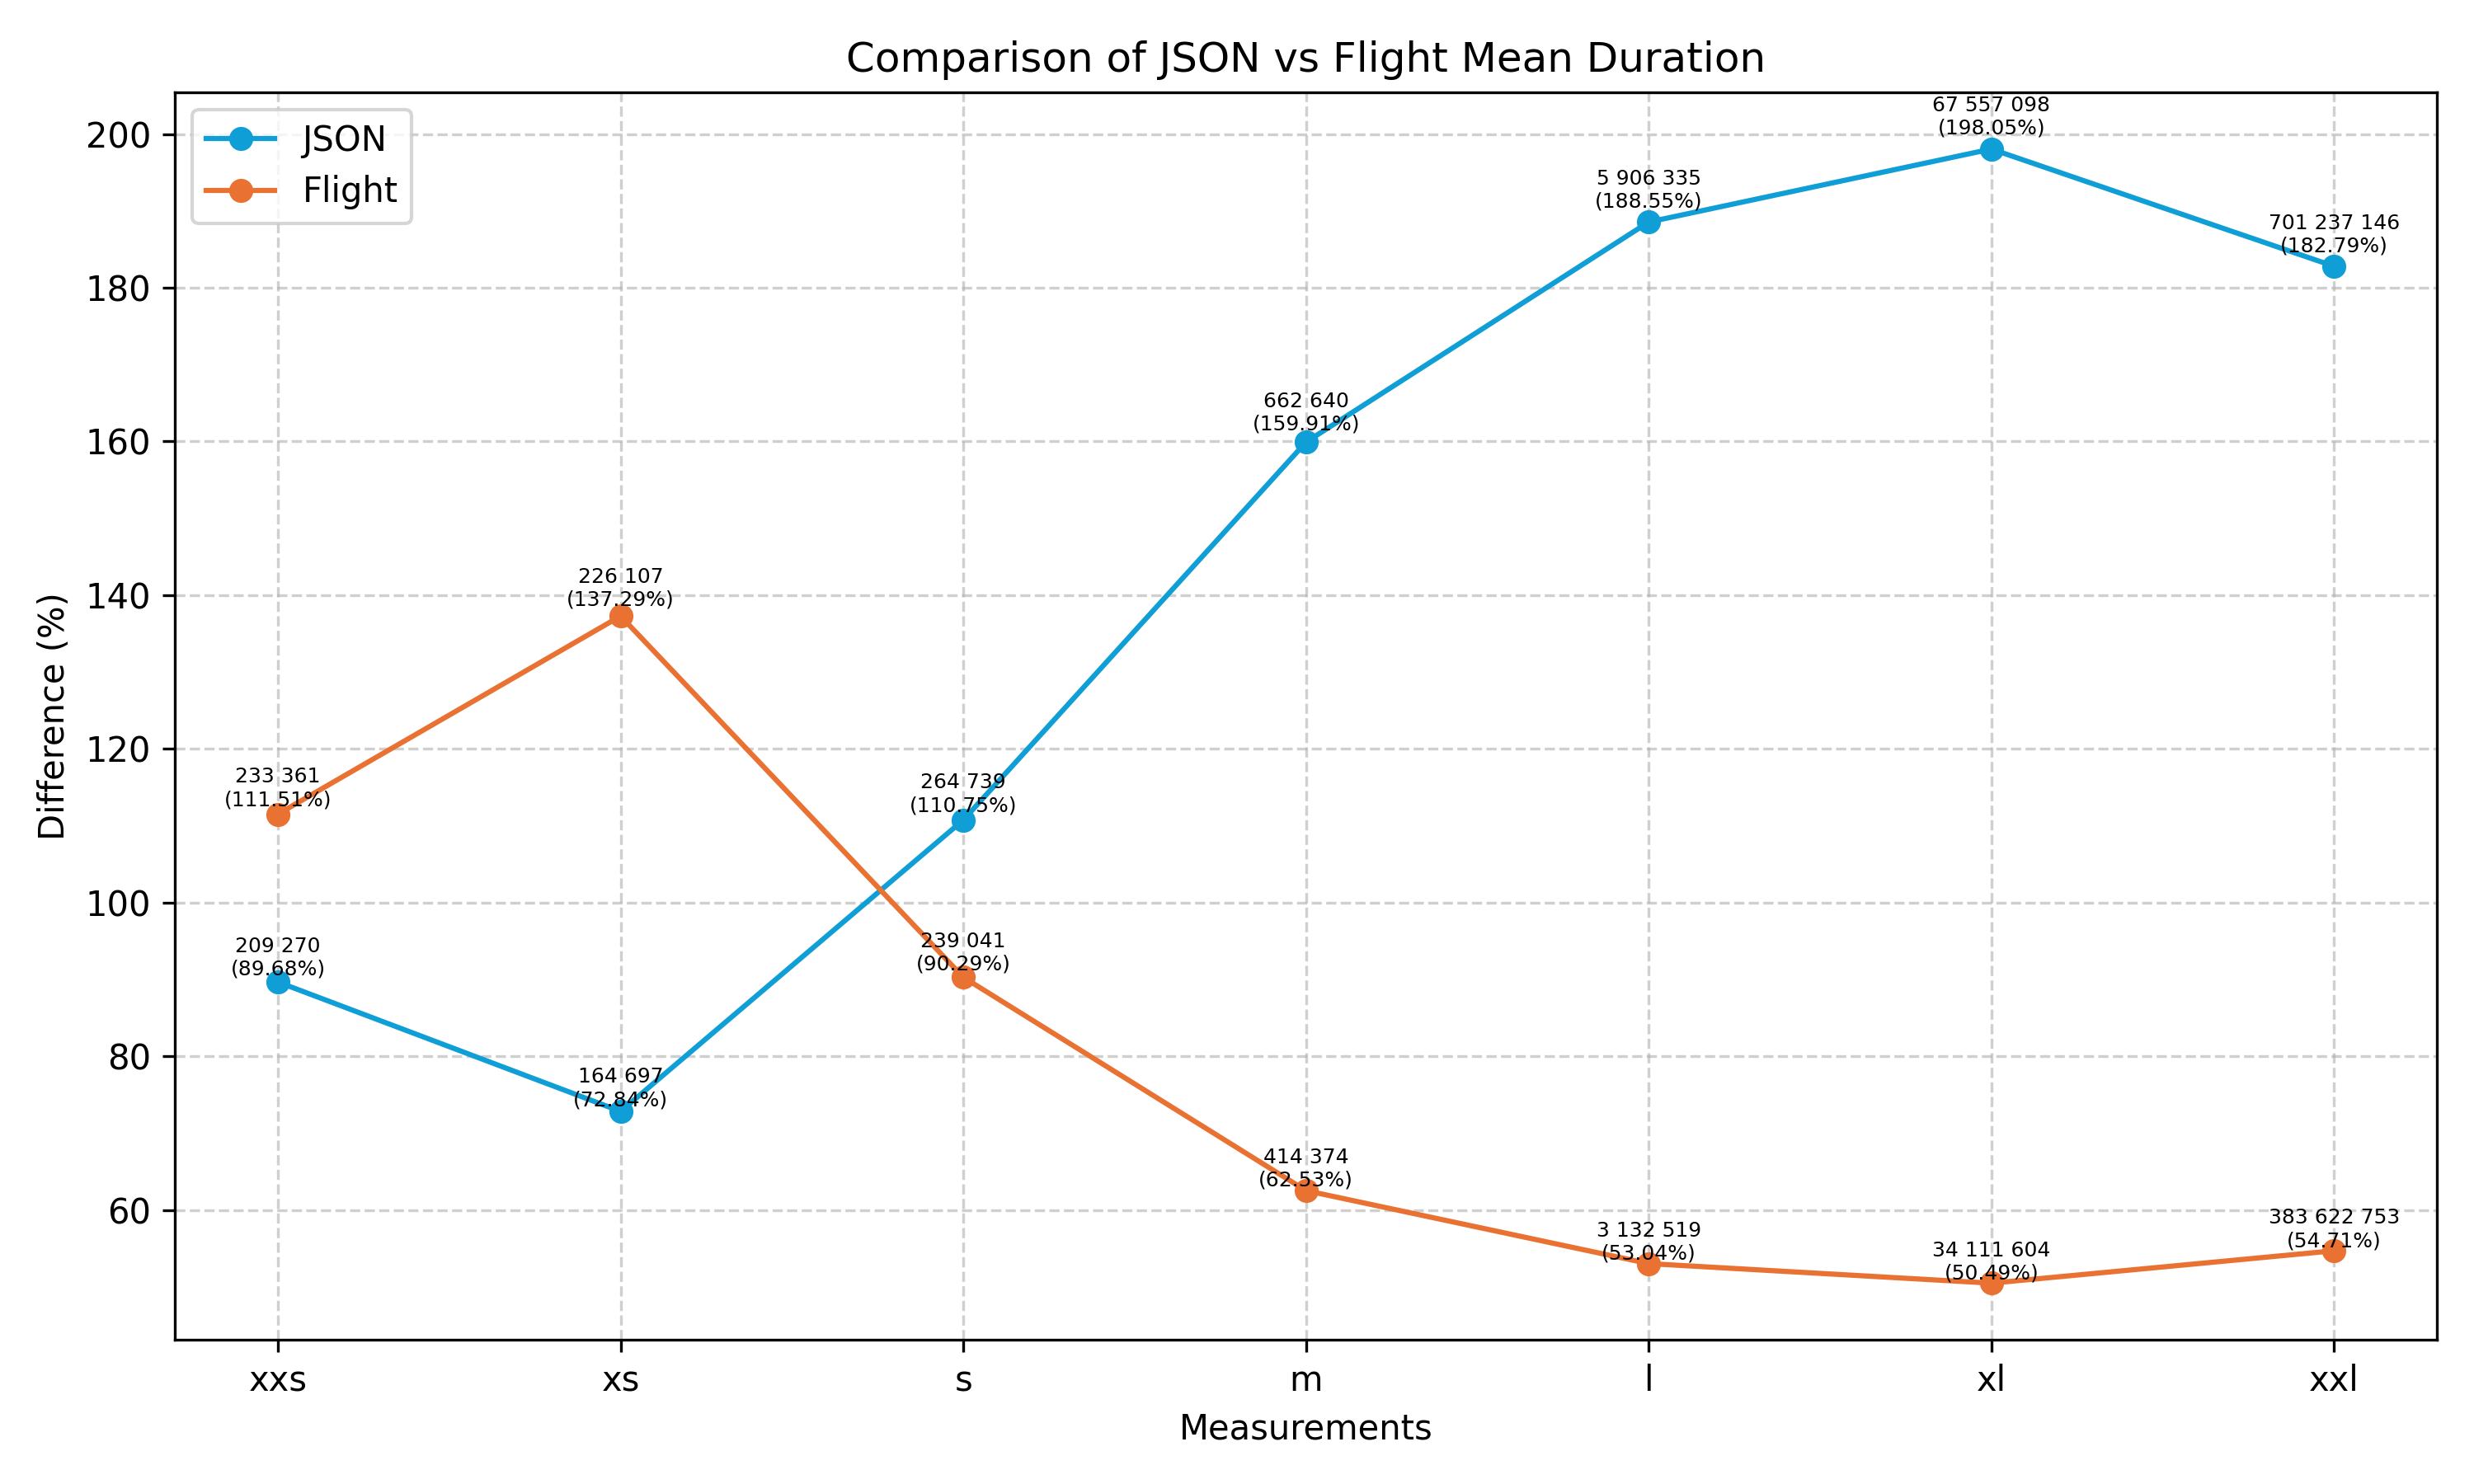 Comparison of JSON vs Flight Mean Duration
JSON
Flight
Difference (%)
200
180
160
140
120
100
80
60
67 557 098
(198.05%)
5 906 335
(188.55%)
701 237 146
(182.79%)
662 640
(159.91%)
226 107
(137.29%)
233 361
(111.51%)
264 739
(110.75%)
209 270
(89.68%)
239 041
(90.29%)
164 697
(72.84%)
414 374
(62.53%)
3 132 519
(53.04%)
34 111 604
(50.49%)
383 622 753
(54.71%)
xxs
xs
s
m
l
xl
xxl
Measurements